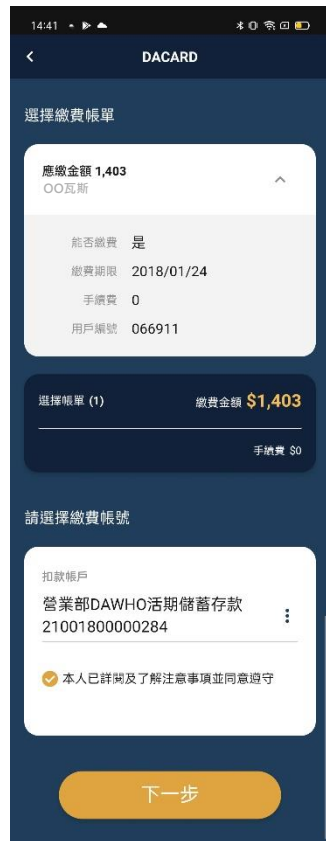 14:41
DACARD
選擇繳費帳單
應繳金額 1,403
OO瓦斯
能否繳費 是
繳費期限 2018/01/24
手續費 0
用戶編號 066911
選擇帳單 (1) 繳費金額 $1,403
手續費 $0
請選擇繳費帳號
扣款帳戶
營業部DAWHO活期儲蓄存款
21001800000284
本人已詳閱及了解注意事項並同意遵守
下一步